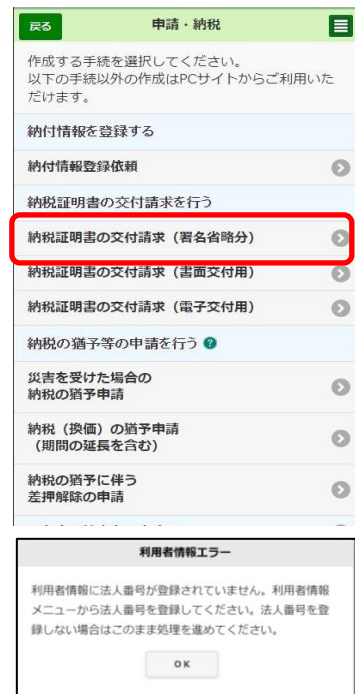 戻る 申請・納税
作成する手続を選択してください。
以下の手続以外の作成はPCサイトからご利用いた
だけます。
納付情報を登録する
納付情報登録依頼
納税証明書の交付請求を行う
納税証明書の交付請求（署名省略分）
納税証明書の交付請求（書面交付用）
納税証明書の交付請求（電子交付用）
納税の猶予等の申請を行う ?
災害を受けた場合の
納税の猶予申請
納税（換価）の猶予申請
（期間の延長を含む）
納税の猶予に伴う
差押解除の申請
利用者情報エラー
利用者情報に法人番号が登録されていません。利用者情報
メニューから法人番号を登録してください。法人番号を登
録しない場合はこのまま処理を進めてください。
OK